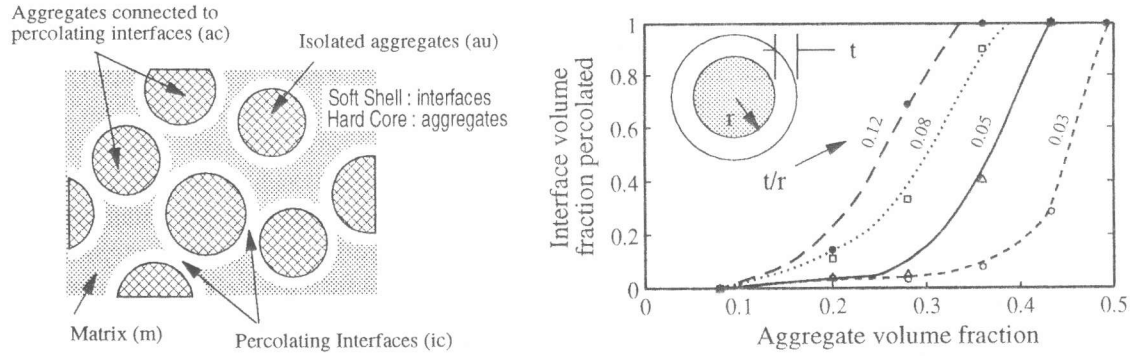 Aggregates connected to
percolating interfaces (ac)
Isolated aggregates (au)
Soft Shell : interfaces
Hard Core : aggregates
Matrix (m)
Percolating Interfaces (ic)
Interface volume
fraction percolated
1
0.8
0.6
0.4
0.2
0
t
r
t/r
0.12
0.08
0.05
0.03
0
0.1
0.2
0.3
0.4
0.5
Aggregate volume fraction